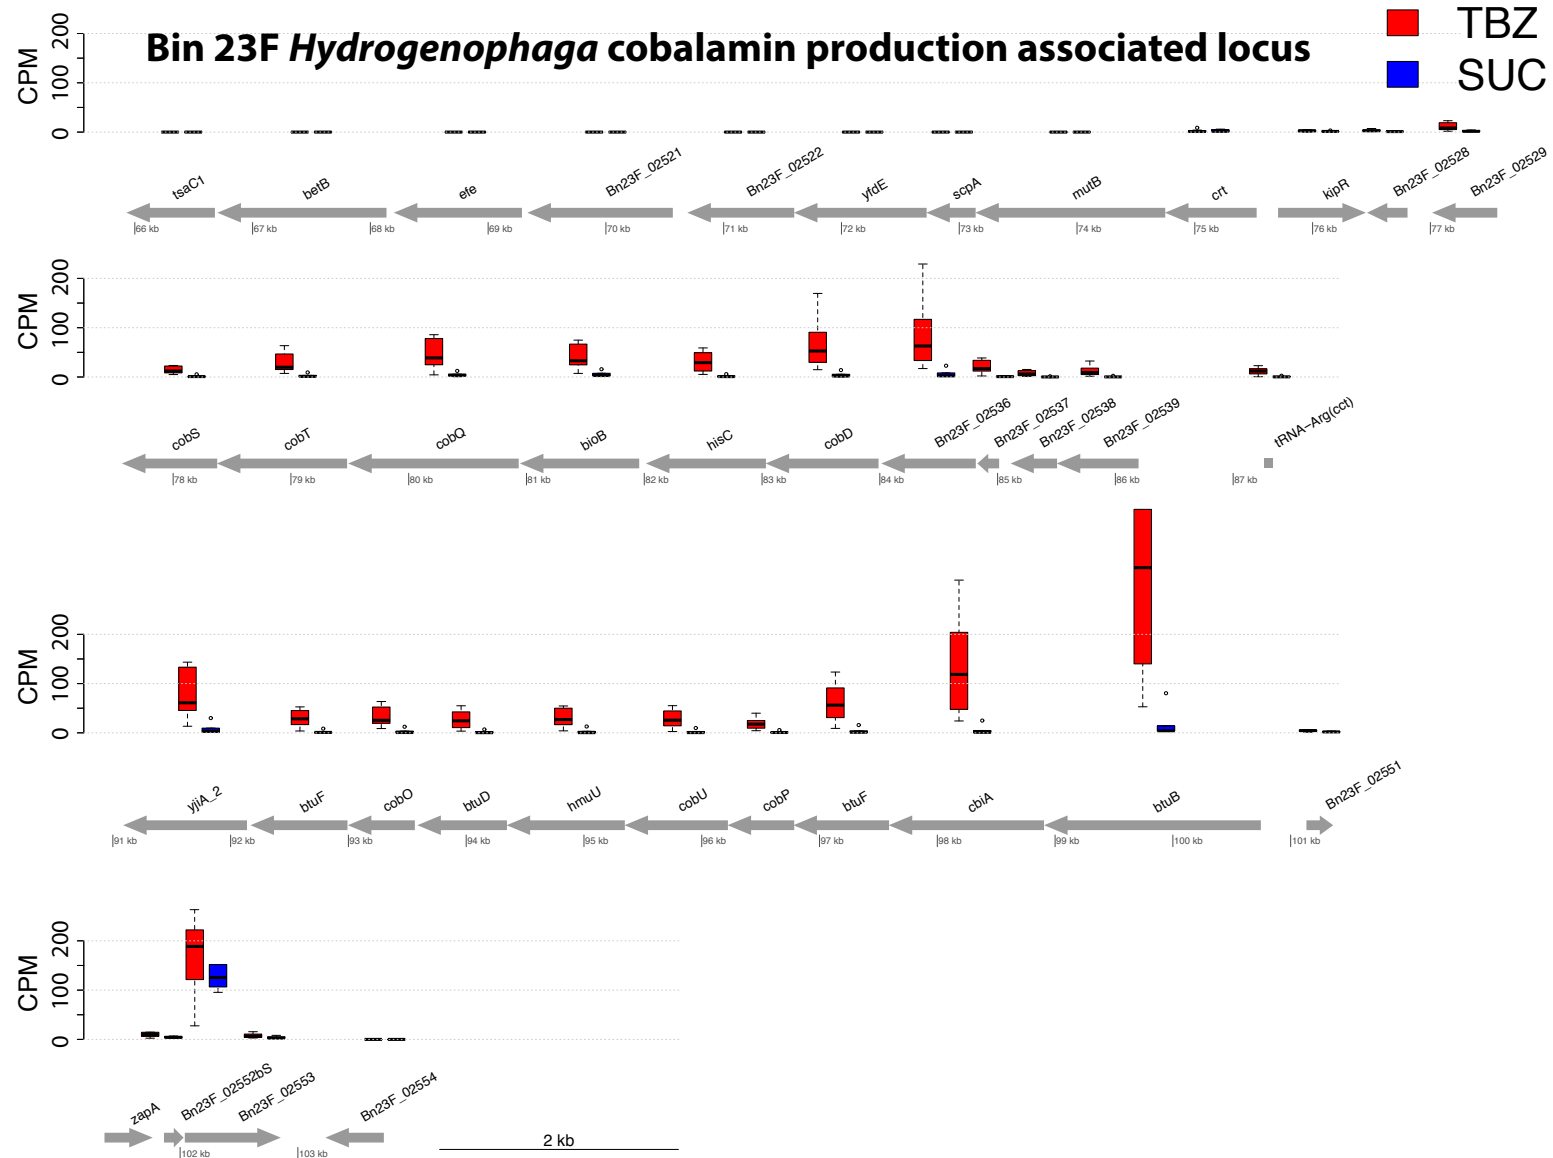 Bin 23F Hydrogenophaga cobalamin production associated locus
TBZ
SUC
CPM
0 100 200
tsaC1 betB efe Bn23F_02521 Bn23F_02522 yfdE scpA mutB crt kipR Bn23F_02528 Bn23F_02529
66 kb 67 kb 68 kb 69 kb 70 kb 71 kb 72 kb 73 kb 74 kb 75 kb 76 kb 77 kb
CPM
0 100 200
cobS cobT cobQ bioB hisC cobD Bn23F_02536 Bn23F_02537 Bn23F_02538 Bn23F_02539 tRNA-Arg(cct)
78 kb 79 kb 80 kb 81 kb 82 kb 83 kb 84 kb 85 kb 86 kb 87 kb
CPM
0 100 200
yjiA_2 btuF cobO btuD hmuU cobU cobP btuF cbiA btuB Bn23F_02551
91 kb 92 kb 93 kb 94 kb 95 kb 96 kb 97 kb 98 kb 99 kb 100 kb 101 kb
CPM
0 100 200
zapA Bn23F_02552bS Bn23F_02553 Bn23F_02554
102 kb 103 kb
2 kb